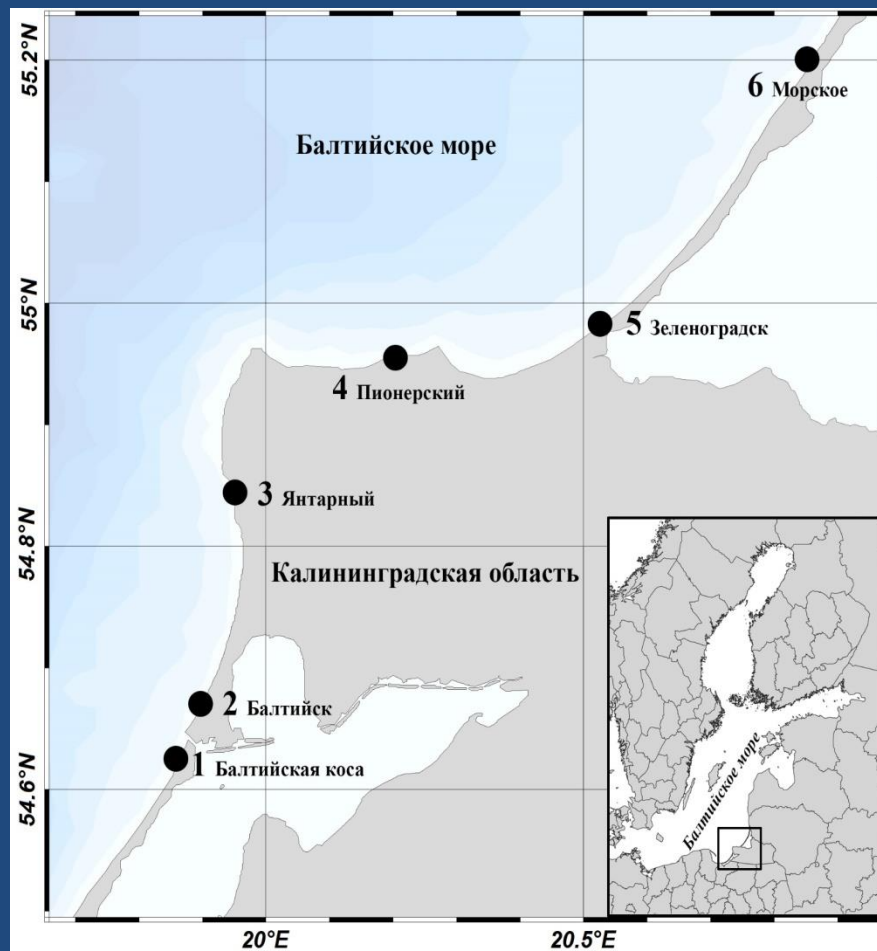 55.2°N
6 Морское
Балтийское море
55°N
5 Зеленоградск
4 Пионерский
3 Янтарный
54.8°N
Калининградская область
2 Балтийск
1 Балтийская коса
54.6°N
Балтийское море
20°E
20.5°E